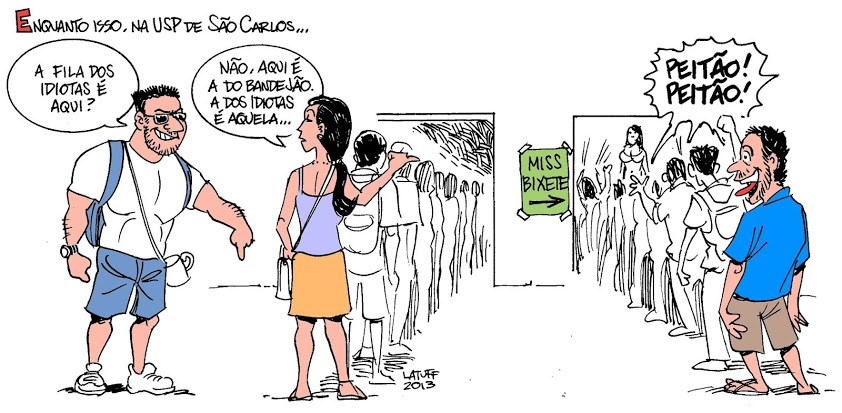 ENQUANTO ISSO, NA USP DE SÃO CARLOS...
A FILA DOS
IDIOTAS É
AQUI?
NÃO, AQUI É
A DO BANDEJÃO.
A DOS IDIOTAS
É AQUELA...
MISS
BIXETE
PEITÃO!
PEITÃO!
LATUFF
2013